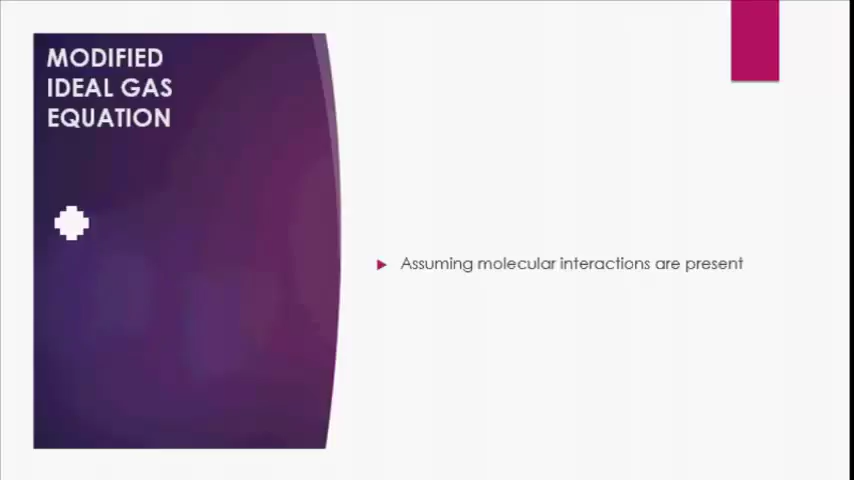 MODIFIED
IDEAL GAS
EQUATION
Assuming molecular interactions are present